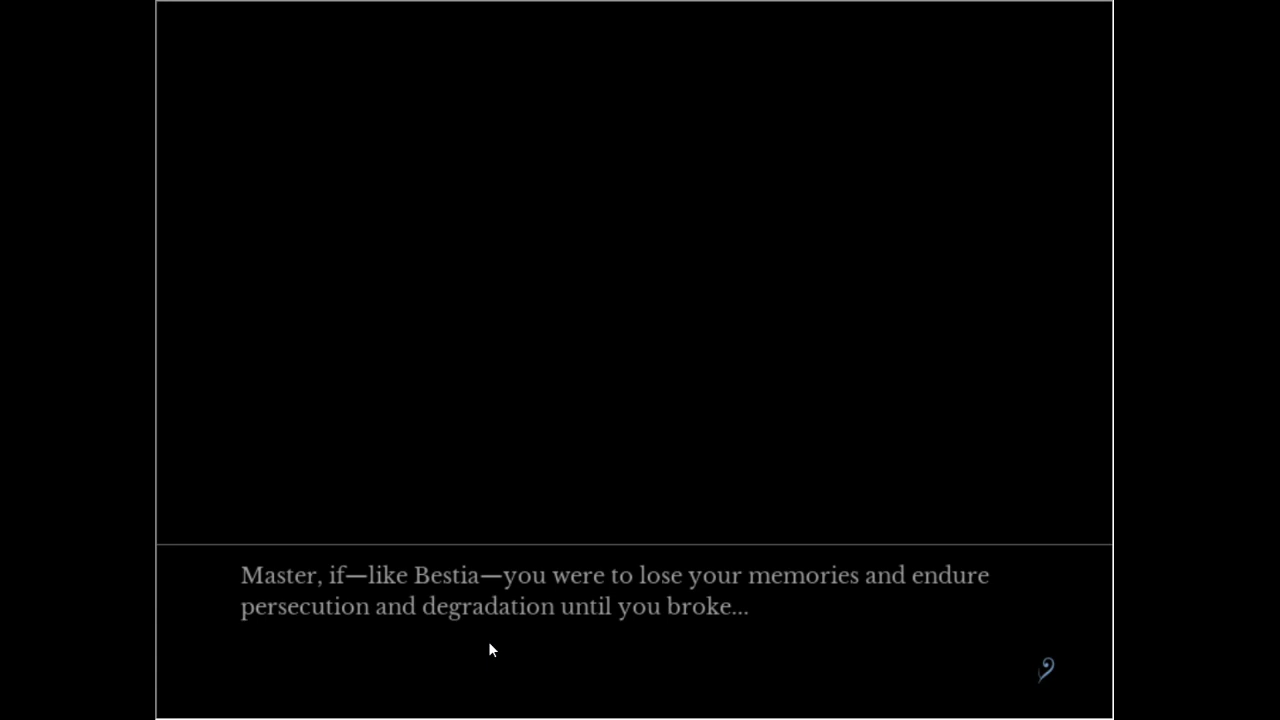 Master, if—like Bestia—you were to lose your memories and endure
persecution and degradation until you broke...